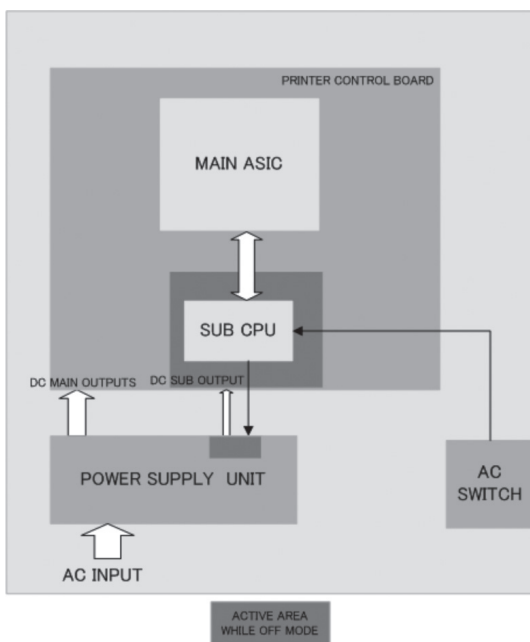 PRINTER CONTROL BOARD
MAIN ASIC
SUB CPU
DC MAIN OUTPUTS
DC SUB OUTPUT
POWER SUPPLY UNIT
AC
SWITCH
AC INPUT
ACTIVE AREA
WHILE OFF MODE